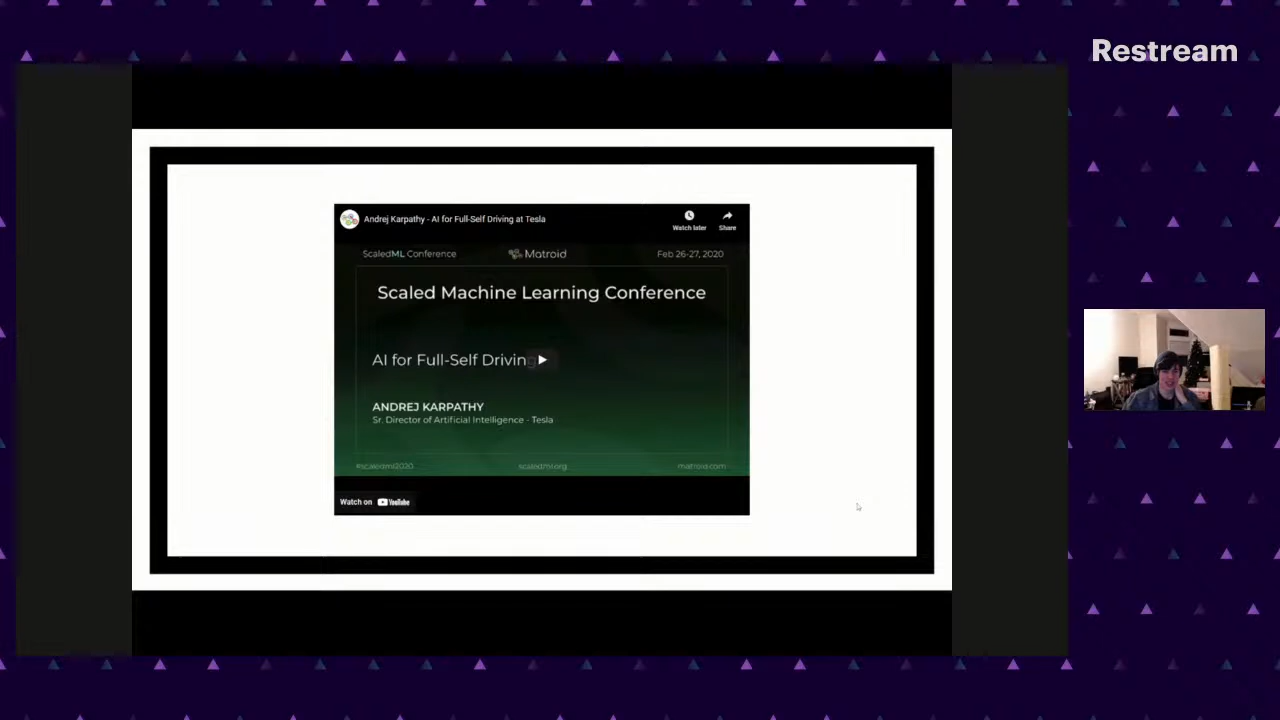 Restream
Andrej Karpathy - AI for Full-Self Driving at Tesla
Watch later
Share
ScaledML Conference
Matroid
Feb 26-27, 2020
Scaled Machine Learning Conference
AI for Full-Self Driving
ANDREJ KARPATHY
Sr. Director of Artificial Intelligence - Tesla
#scaledml2020
scaledml.org
matroid.com
Watch on YouTube